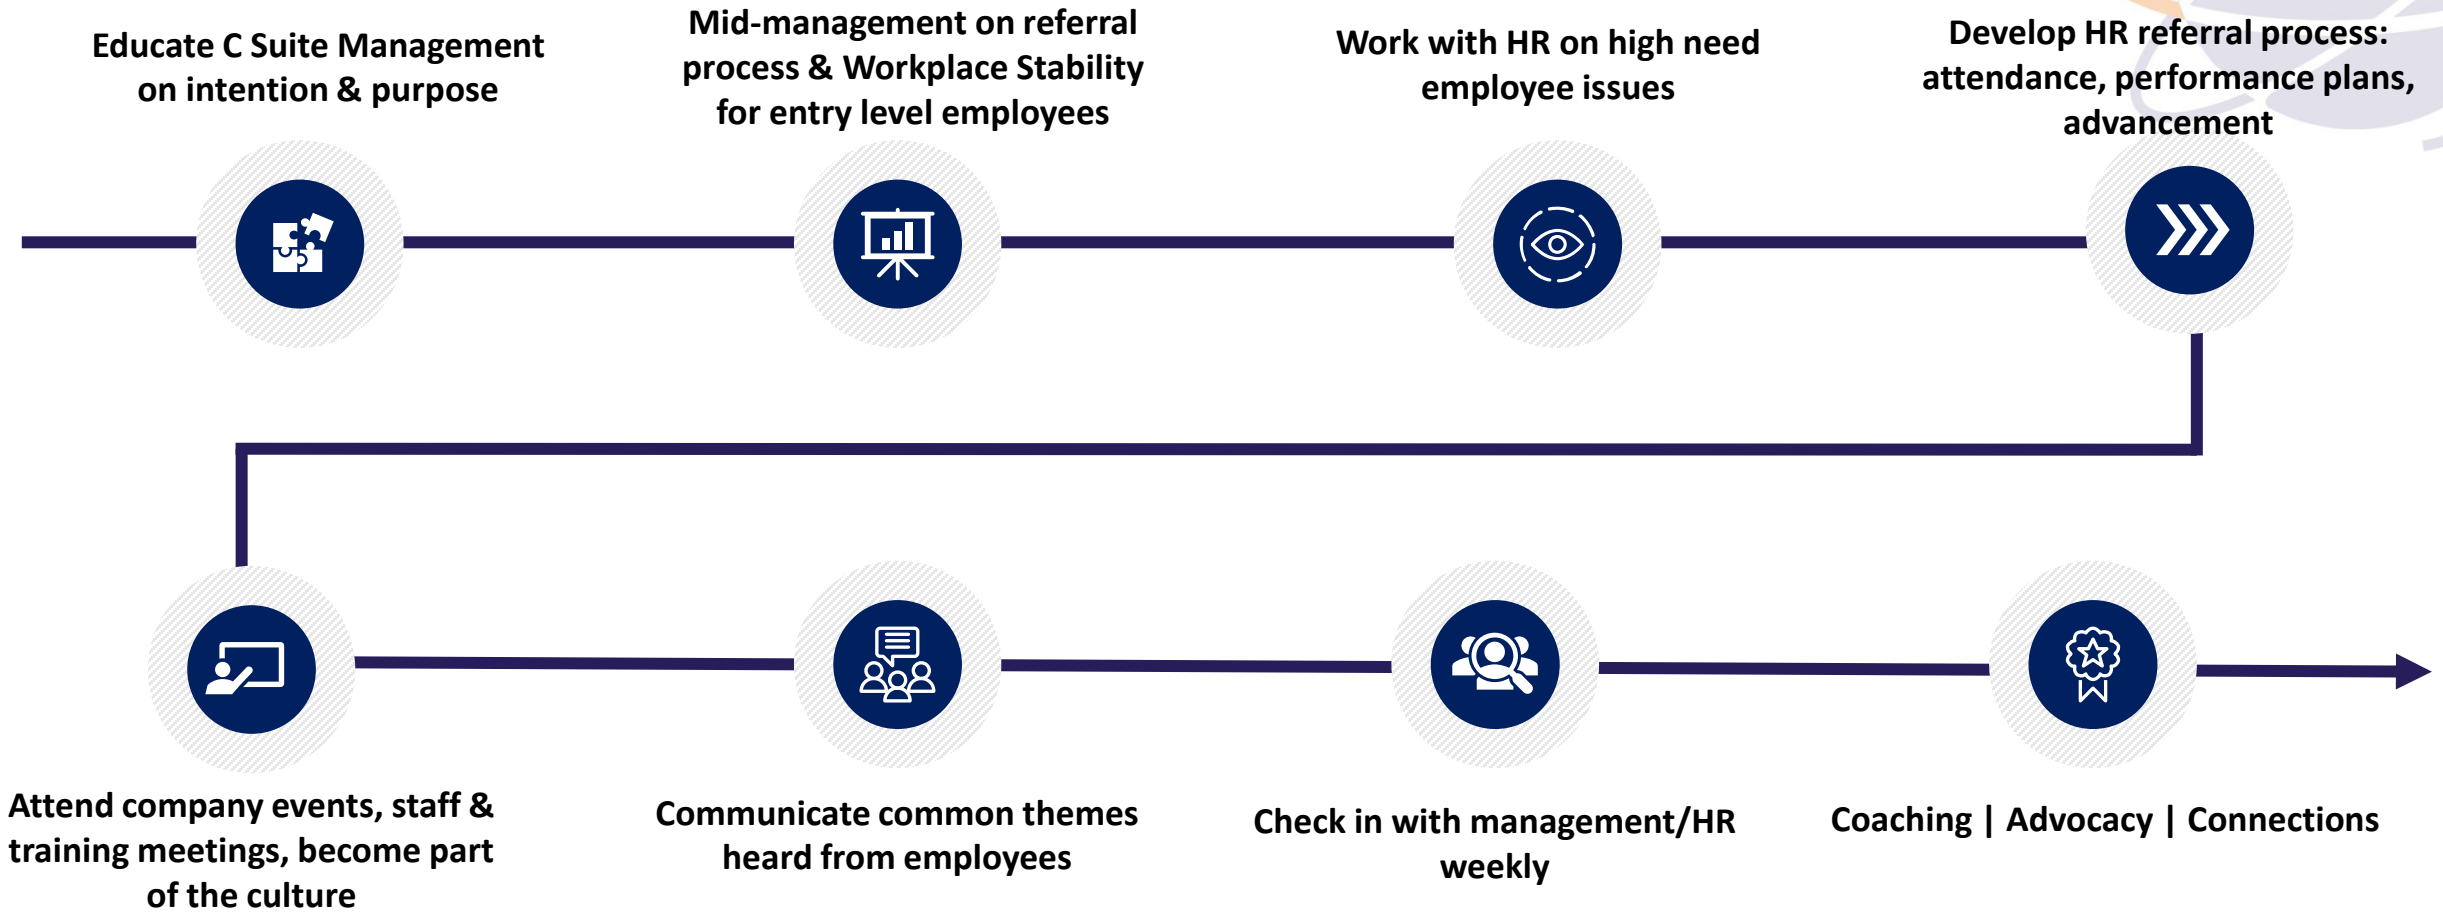 Educate C Suite Management
on intention & purpose
Mid-management on referral
process & Workplace Stability
for entry level employees
Work with HR on high need
employee issues
Develop HR referral process:
attendance, performance plans,
advancement
Attend company events, staff &
training meetings, become part
of the culture
Communicate common themes
heard from employees
Check in with management/HR
weekly
Coaching | Advocacy | Connections